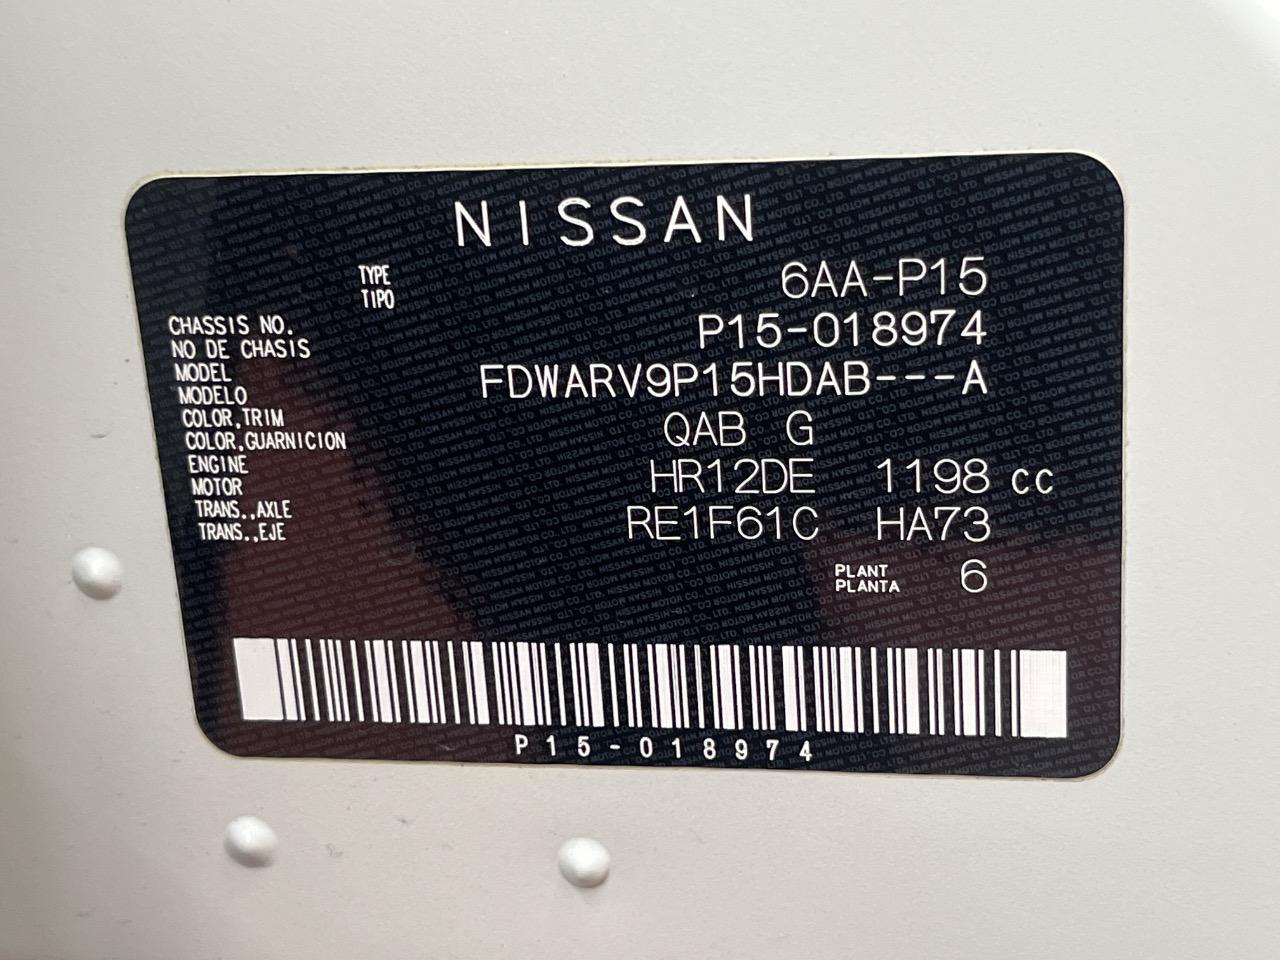 NISSAN
TYPE
TIPO
6AA-P15
CHASSIS NO.
NO DE CHASIS
P15-018974
MODEL
MODELO
FDWARV9P15HDAB---A
COLOR,TRIM
COLOR,GUARNICION
QAB G
ENGINE
MOTOR
HR12DE 1198 cc
TRANS.,AXLE
TRANS.,EJE
RE1F61C HA73
PLANT
PLANTA
6
P15-018974